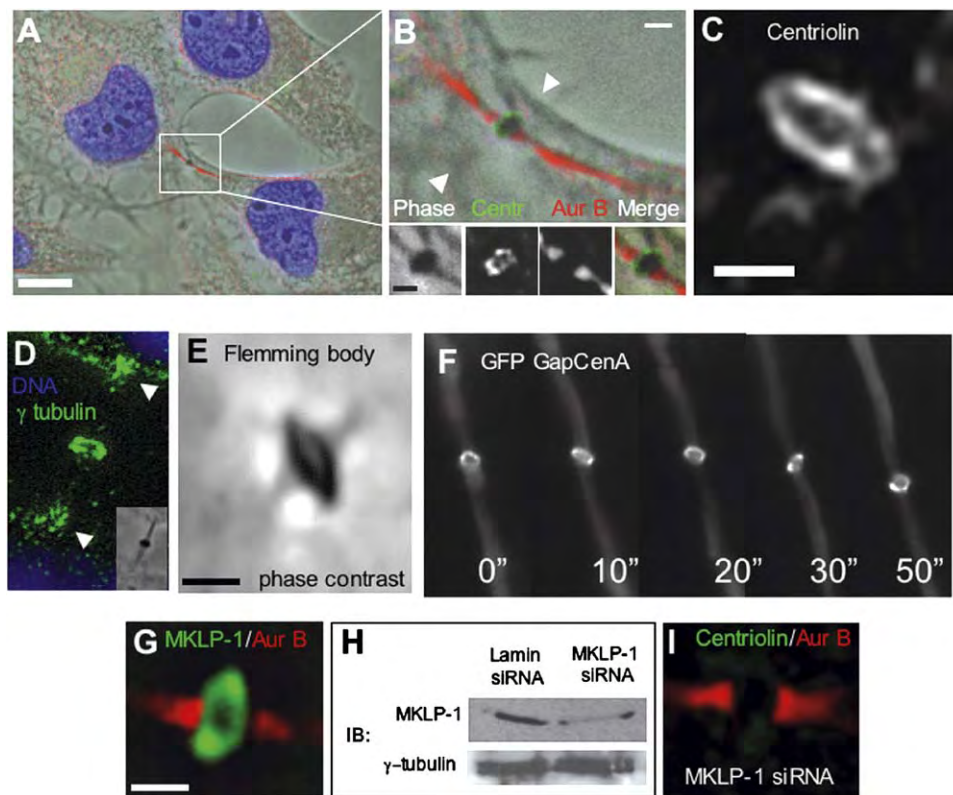 A
B
Phase Centr Aur B Merge
C
Centriolin
D
DNA
γ tubulin
E
Flemming body
phase contrast
F
GFP GapCenA
0” 10” 20” 30” 50”
G
MKLP-1/Aur B
H
Lamin MKLP-1
siRNA siRNA
MKLP-1
IB:
γ-tubulin
I
Centriolin/Aur B
MKLP-1 siRNA